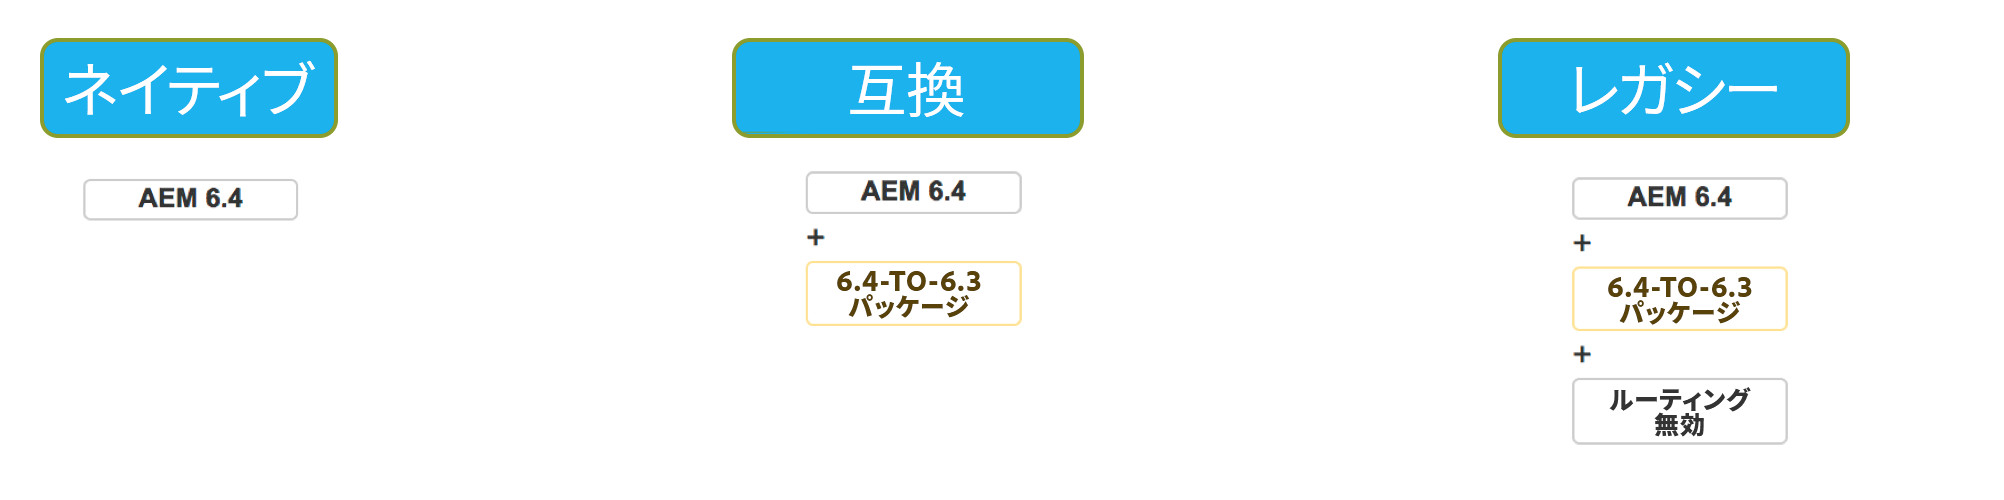 ネイティブ
AEM 6.4
互換
AEM 6.4
+
6.4-TO-6.3
パッケージ
レガシー
AEM 6.4
+
6.4-TO-6.3
パッケージ
+
ルーティング
無効